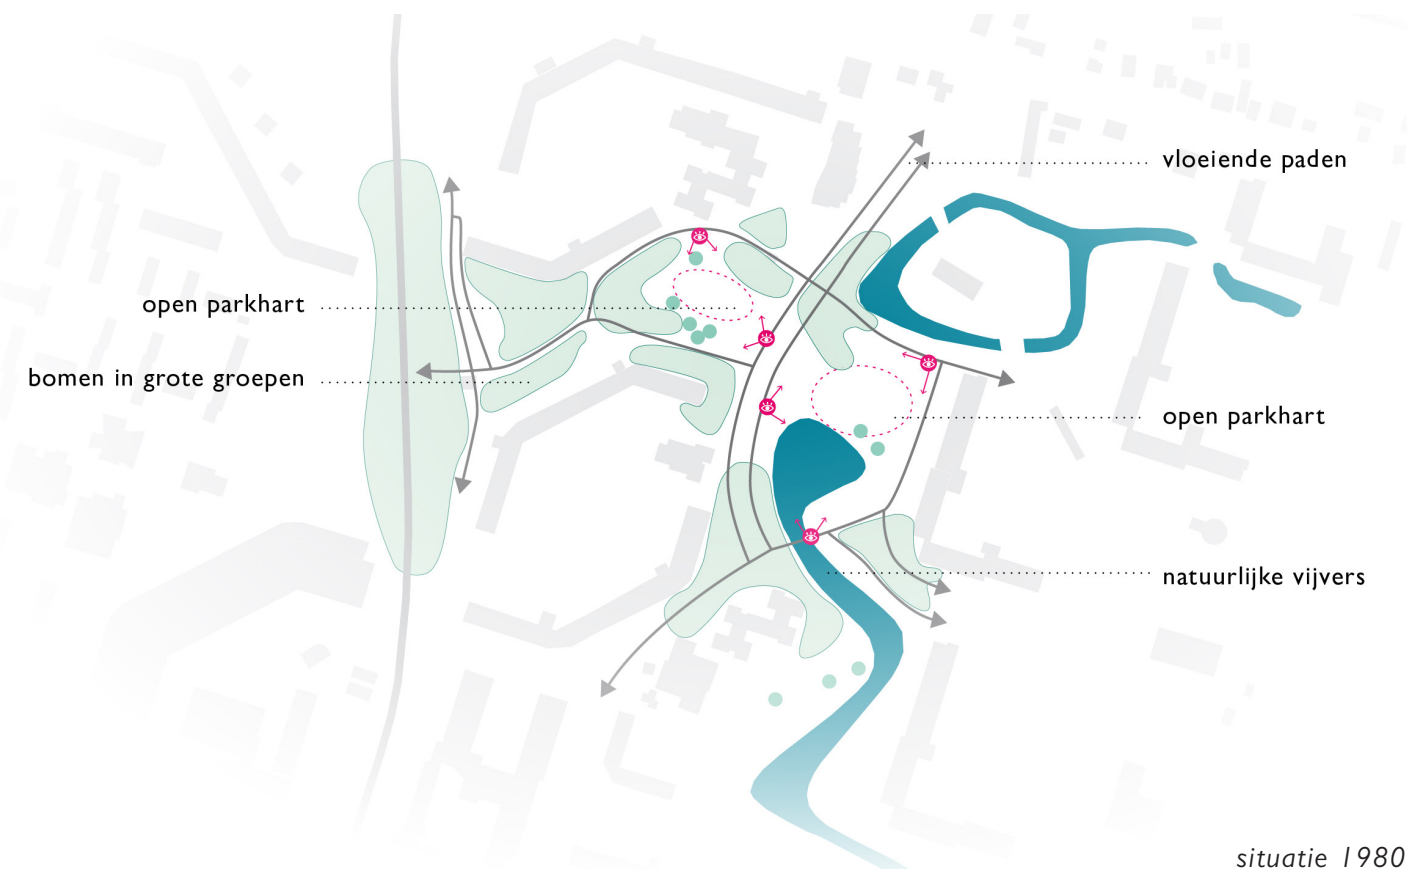 vloeiende paden
open parkhart
bomen in grote groepen
open parkhart
natuurlijke vijvers
situatie 1980